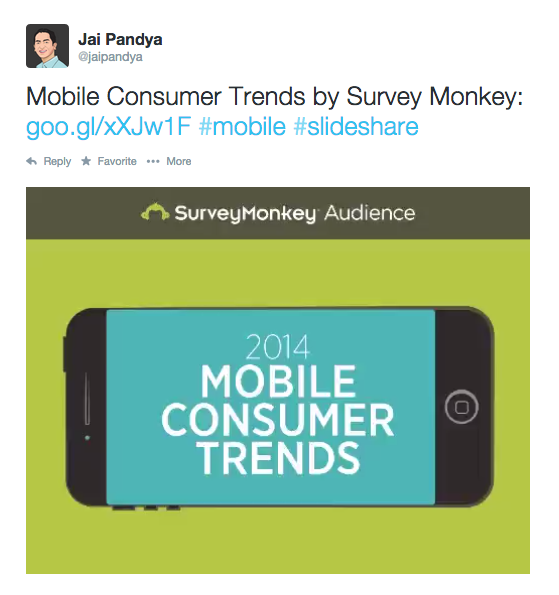 Jai Pandya
@jaipandya
Mobile Consumer Trends by Survey Monkey:
goo.gl/xXJw1F #mobile #slideshare
Reply Favorite More
SurveyMonkey Audience
2014
MOBILE
CONSUMER
TRENDS